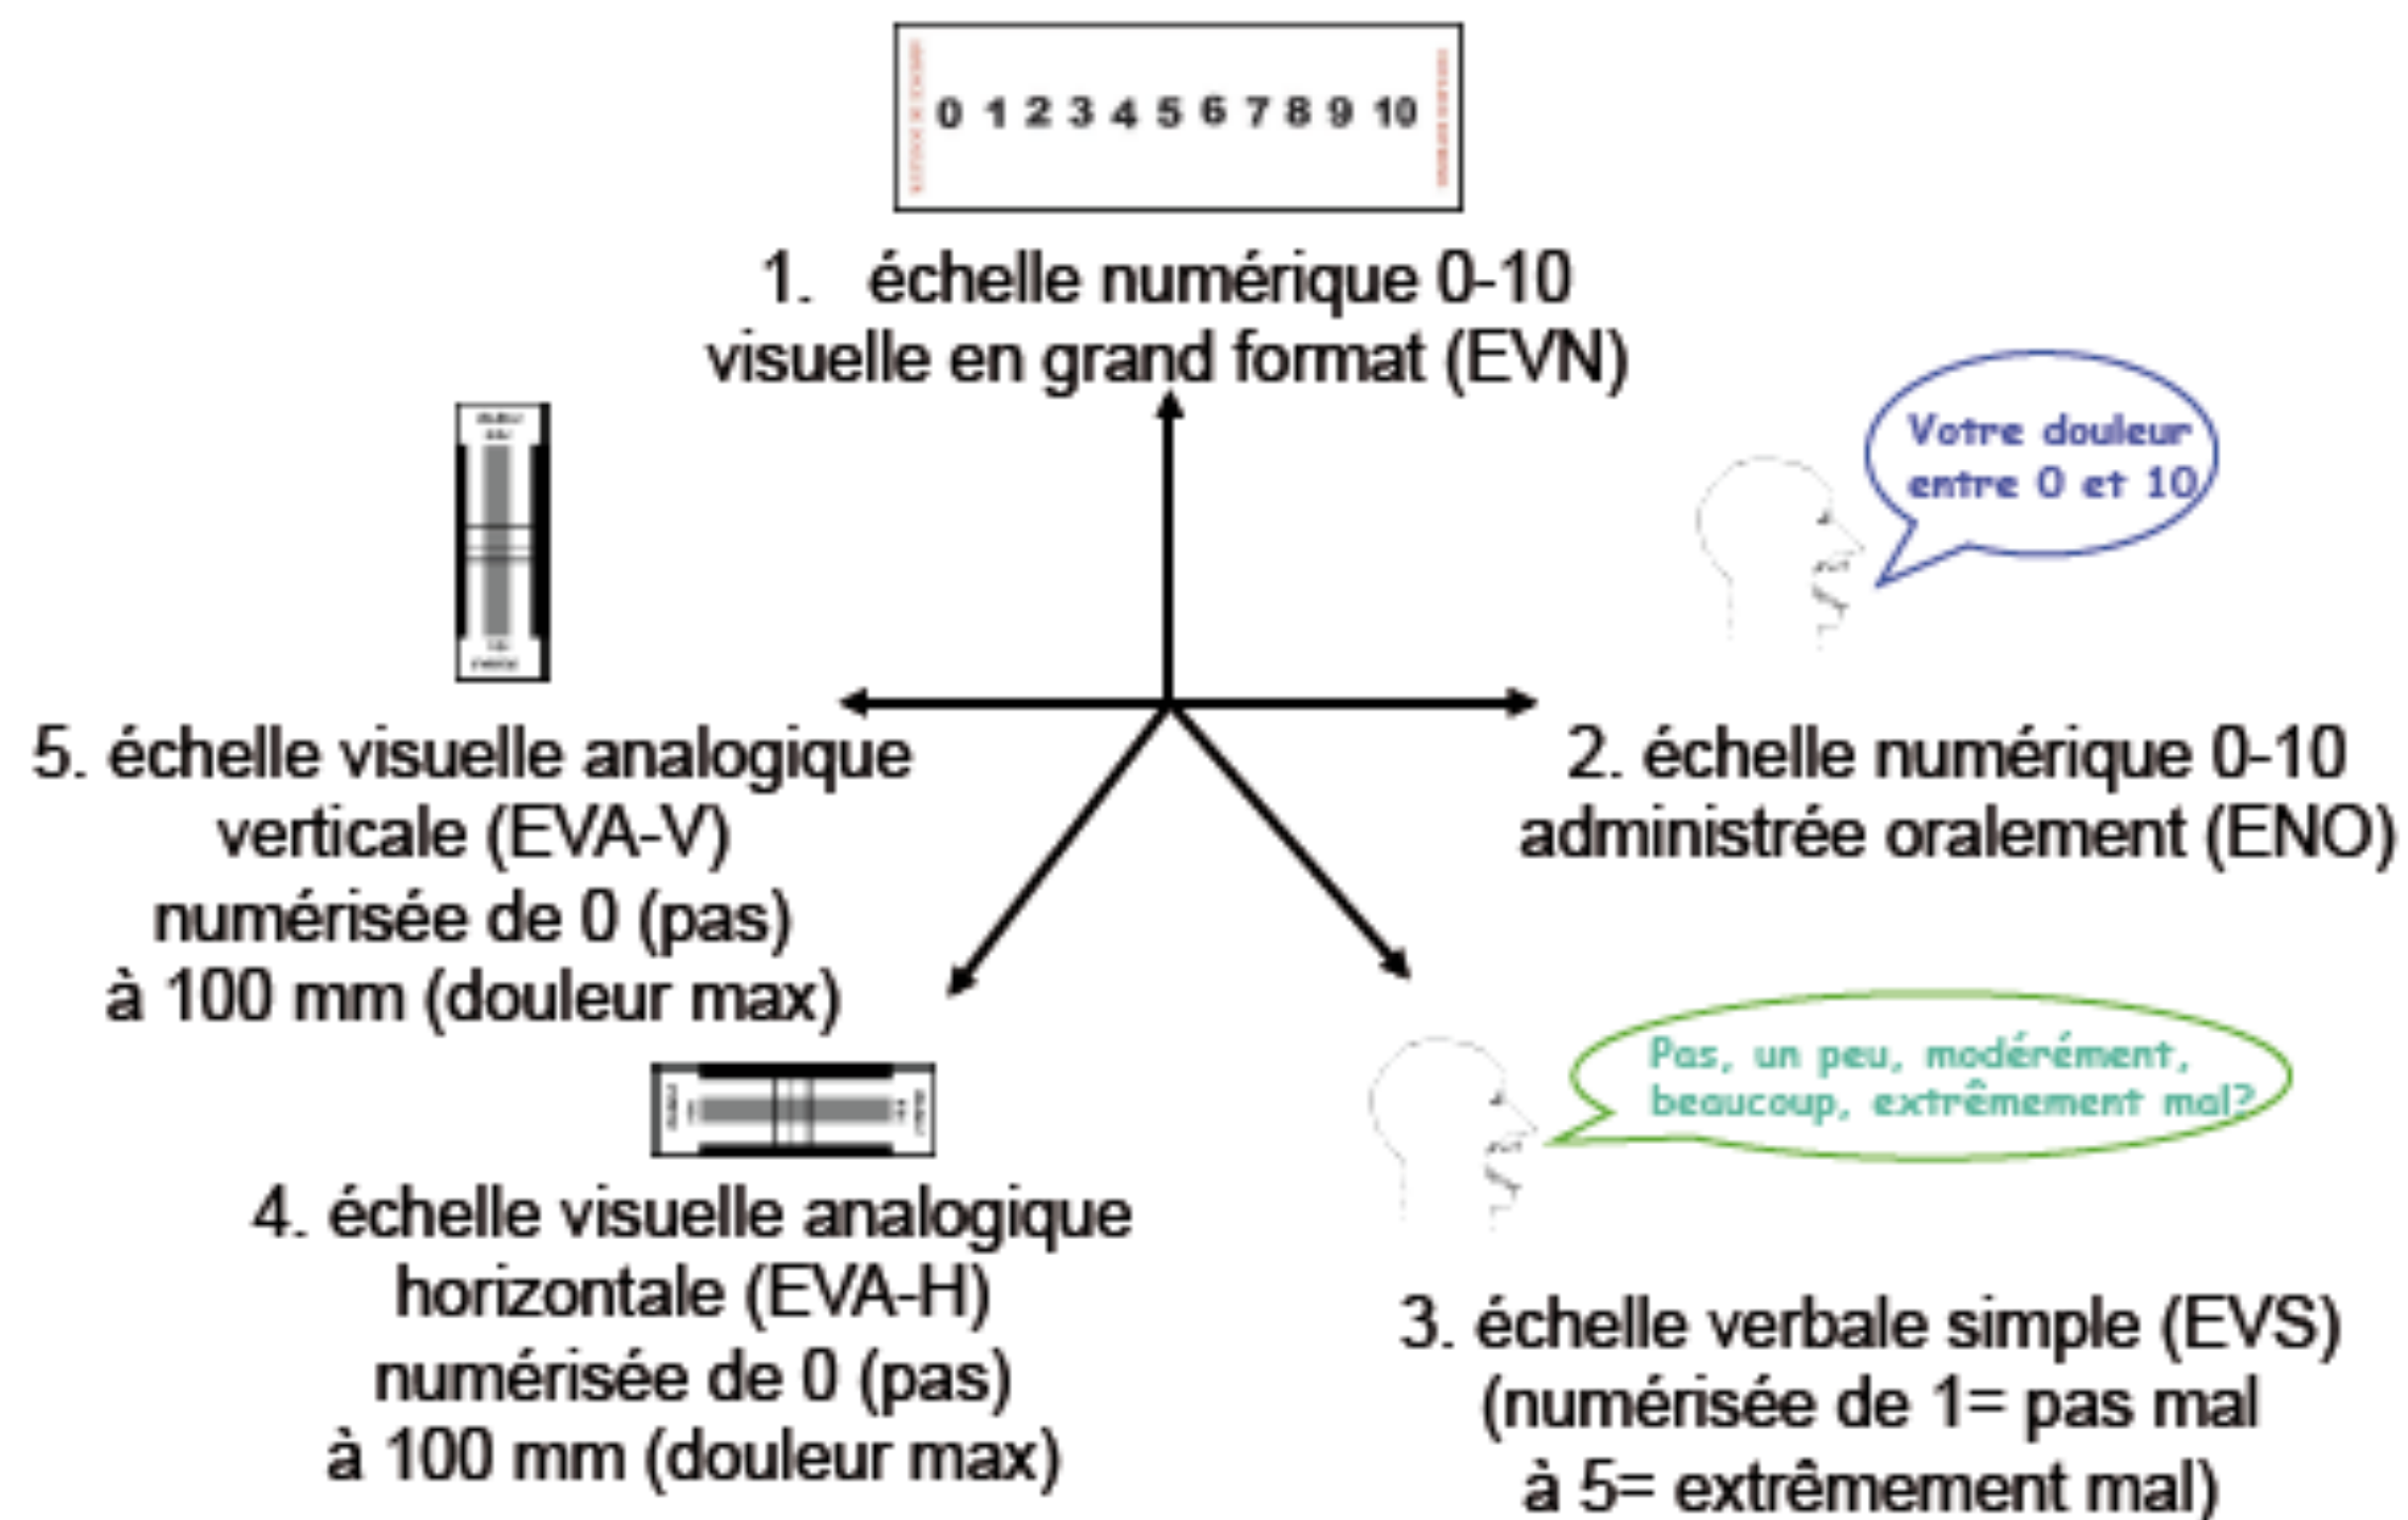 0 1 2 3 4 5 6 7 8 9 10
1. échelle numérique 0-10
visuelle en grand format (EVN)
Votre douleur
entre 0 et 10
2. échelle numérique 0-10
administrée oralement (ENO)
Pas, un peu, modérément,
beaucoup, extrêmement mal?
3. échelle verbale simple (EVS)
(numérisée de 1= pas mal
à 5= extrêmement mal)
4. échelle visuelle analogique
horizontale (EVA-H)
numérisée de 0 (pas)
à 100 mm (douleur max)
5. échelle visuelle analogique
verticale (EVA-V)
numérisée de 0 (pas)
à 100 mm (douleur max)